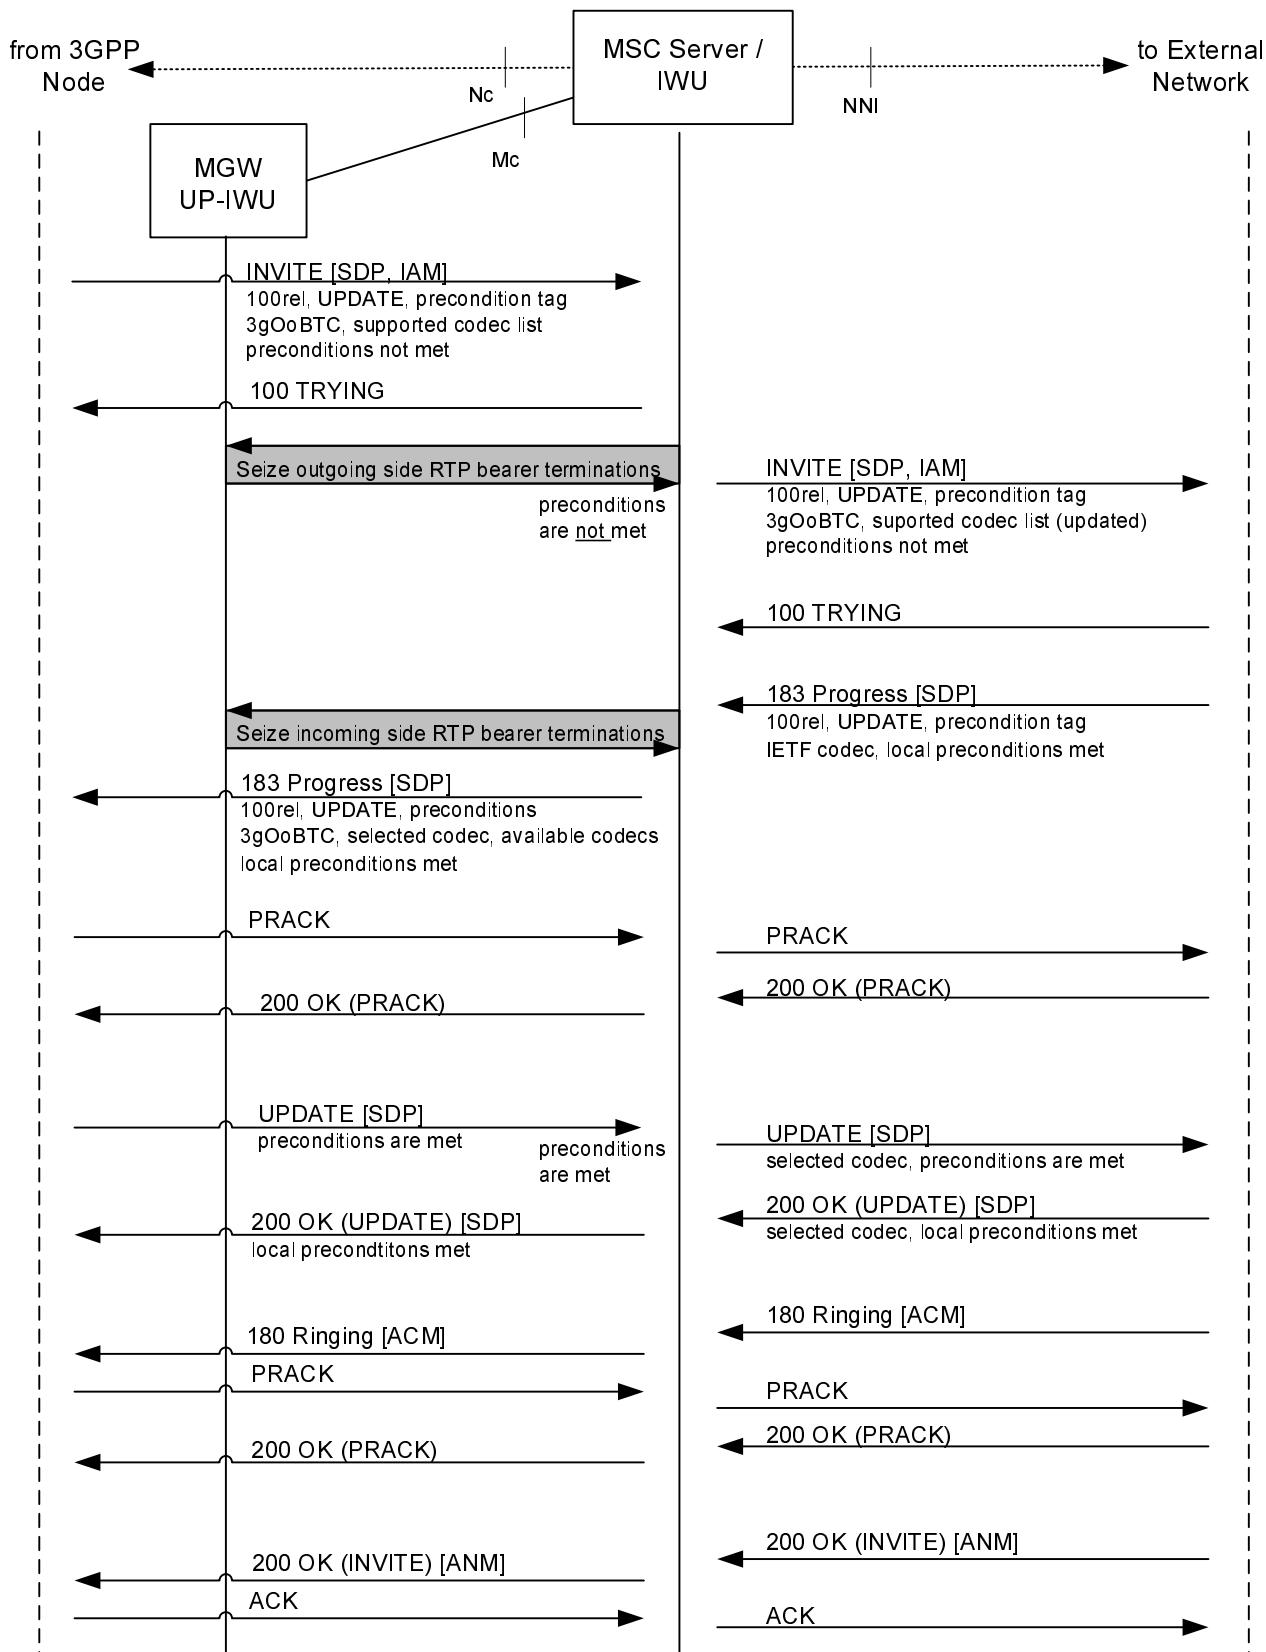 from 3GPP
Node
MSC Server /
IWU
to External
Network
Nc
NNI
Mc
MGW
UP-IWU
INVITE [SDP, IAM]
100rel, UPDATE, precondition tag
3gOoBTC, supported codec list
preconditions not met
100 TRYING
Seize outgoing side RTP bearer terminations
preconditions
are not met
INVITE [SDP, IAM]
100rel, UPDATE, precondition tag
3gOoBTC, suported codec list (updated)
preconditions not met
100 TRYING
183 Progress [SDP]
100rel, UPDATE, precondition tag
IETF codec, local preconditions met
Seize incoming side RTP bearer terminations
183 Progress [SDP]
100rel, UPDATE, preconditions
3gOoBTC, selected codec, available codecs
local preconditions met
PRACK
PRACK
200 OK (PRACK)
200 OK (PRACK)
UPDATE [SDP]
preconditions are met
preconditions
are met
UPDATE [SDP]
selected codec, preconditions are met
200 OK (UPDATE) [SDP]
selected codec, local preconditions met
200 OK (UPDATE) [SDP]
local precondtitons met
180 Ringing [ACM]
180 Ringing [ACM]
PRACK
PRACK
200 OK (PRACK)
200 OK (PRACK)
200 OK (INVITE) [ANM]
200 OK (INVITE) [ANM]
ACK
ACK